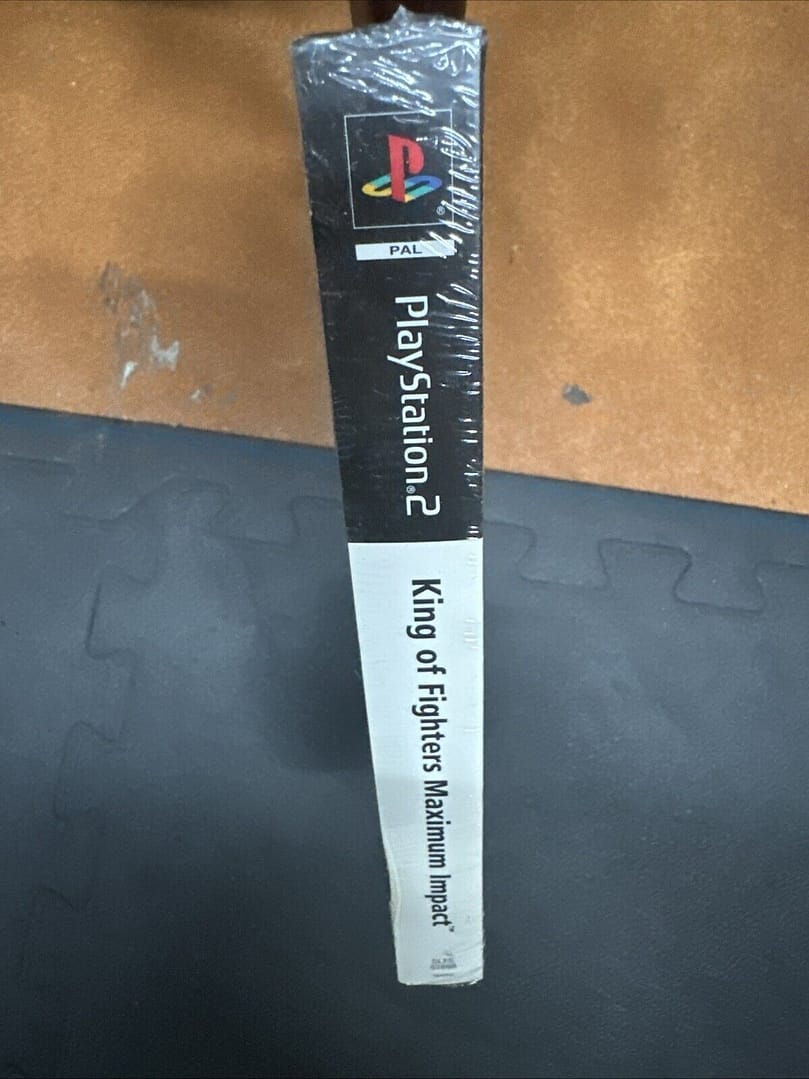 PAL
PlayStation®2
King of Fighters Maximum Impact™